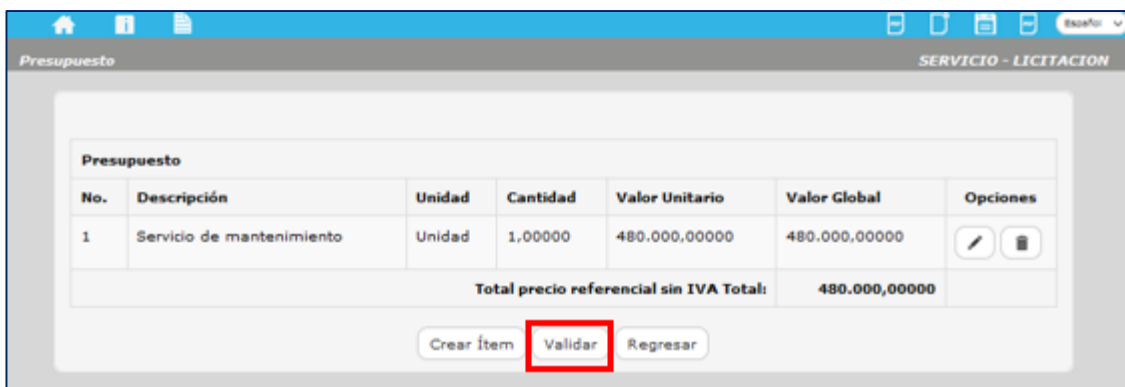 Español
Presupuesto SERVICIO - LICITACION
Presupuesto
No. Descripción Unidad Cantidad Valor Unitario Valor Global Opciones
1 Servicio de mantenimiento Unidad 1,00000 480.000,00000 480.000,00000
Total precio referencial sin IVA Total: 480.000,00000
Crear Ítem Validar Regresar